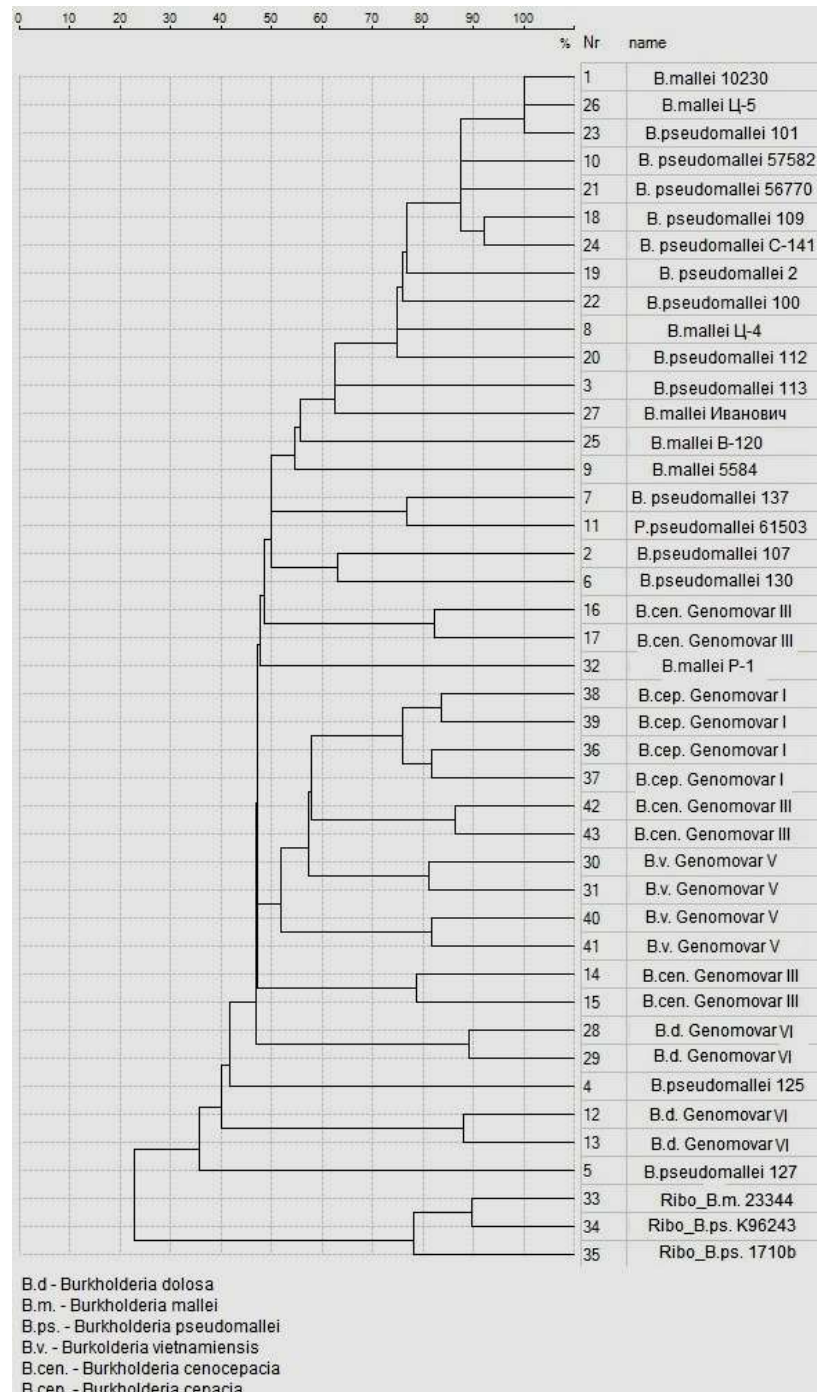 0 10 20 30 40 50 60 70 80 90 100
% Nr name
1 B.mallei 10230
26 B.mallei Ц-5
23 B.pseudomallei 101
10 B. pseudomallei 57582
21 B. pseudomallei 56770
18 B. pseudomallei 109
24 B. pseudomallei C-141
19 B. pseudomallei 2
22 B.pseudomallei 100
8 B.mallei Ц-4
20 B.pseudomallei 112
3 B.pseudomallei 113
27 B.mallei Иванович
25 B.mallei B-120
9 B.mallei 5584
7 B. pseudomallei 137
11 P.pseudomallei 61503
2 B.pseudomallei 107
6 B.pseudomallei 130
16 B.cen. Genomovar III
17 B.cen. Genomovar III
32 B.mallei P-1
38 B.cep. Genomovar I
39 B.cep. Genomovar I
36 B.cep. Genomovar I
37 B.cep. Genomovar I
42 B.cen. Genomovar III
43 B.cen. Genomovar III
30 B.v. Genomovar V
31 B.v. Genomovar V
40 B.v. Genomovar V
41 B.v. Genomovar V
14 B.cen. Genomovar III
15 B.cen. Genomovar III
28 B.d. Genomovar VI
29 B.d. Genomovar VI
4 B.pseudomallei 125
12 B.d. Genomovar VI
13 B.d. Genomovar VI
5 B.pseudomallei 127
33 Ribo_B.m. 23344
34 Ribo_B.ps. K96243
35 Ribo_B.ps. 1710b
B.d - Burkholderia dolosa
B.m. - Burkholderia mallei
B.ps. - Burkholderia pseudomallei
B.v. - Burkolderia vietnamiensis
B.cen. - Burkholderia cenocepacia
B.cep. - Burkholderia cepacia